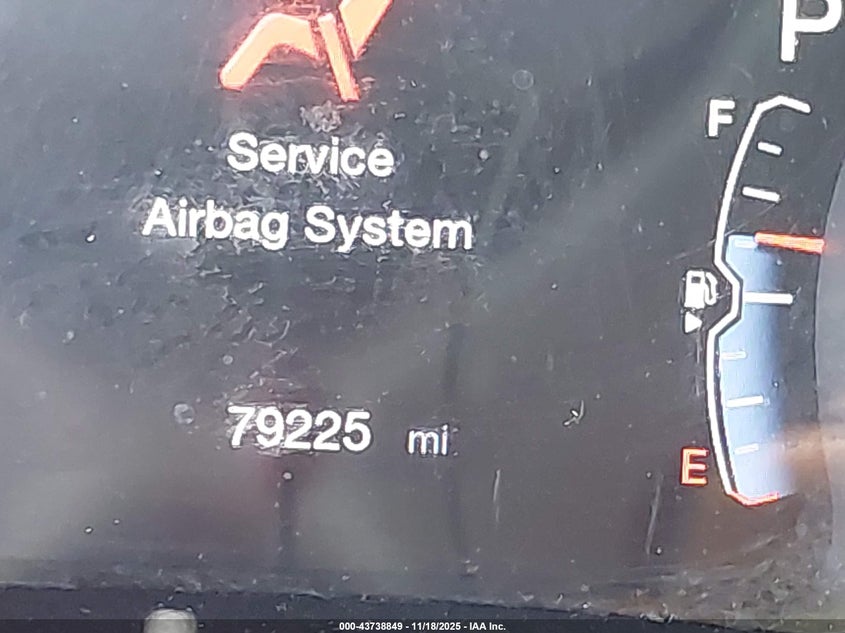 P
F
Service
Airbag System
79225 mi
E
000-43738849 - 11/18/2025 - IAA Inc.